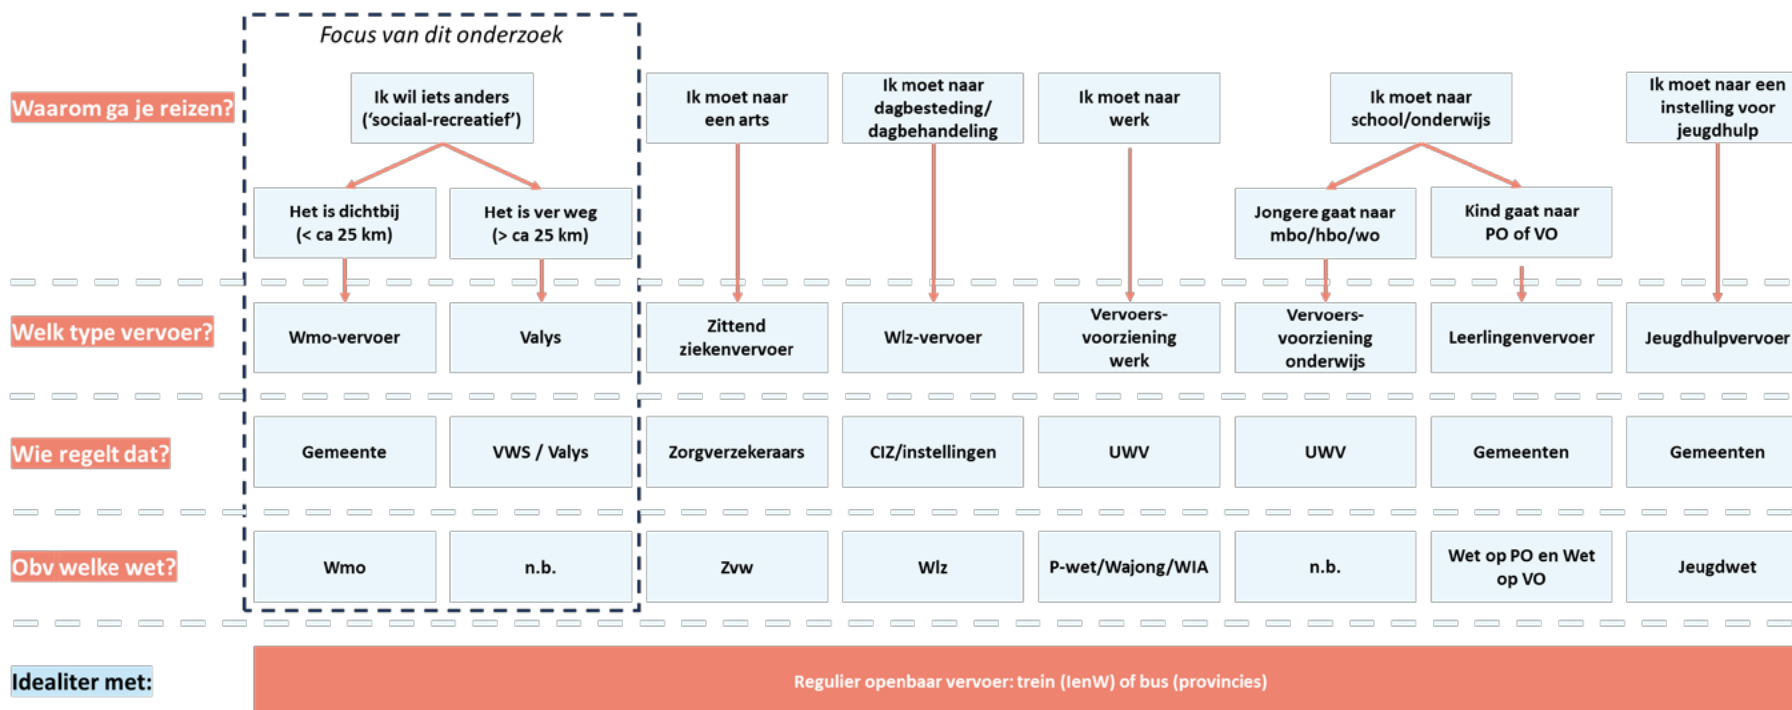 Focus van dit onderzoek
Waarom ga je reizen?
Ik wil iets anders
(‘sociaal-recreatief’)
Ik moet naar
een arts
Ik moet naar
dagbesteding/
dagbehandeling
Ik moet naar
werk
Ik moet naar
school/onderwijs
Ik moet naar een
instelling voor
jeugdhulp
Het is dichtbij
(< ca 25 km)
Het is ver weg
(> ca 25 km)
Jongere gaat naar
mbo/hbo/wo
Kind gaat naar
PO of VO
Welk type vervoer?
Wmo-vervoer
Valys
Zittend
ziekenvervoer
Wlz-vervoer
Vervoers-
voorziening
werk
Vervoers-
voorziening
onderwijs
Leerlingenvervoer
Jeugdhulpvervoer
Wie regelt dat?
Gemeente
VWS / Valys
Zorgverzekeraars
CIZ/instellingen
UWV
UWV
Gemeenten
Gemeenten
Obv welke wet?
Wmo
n.b.
Zvw
Wlz
P-wet/Wajong/WIA
n.b.
Wet op PO en Wet
op VO
Jeugdwet
Idealiter met:
Regulier openbaar vervoer: trein (IenW) of bus (provincies)